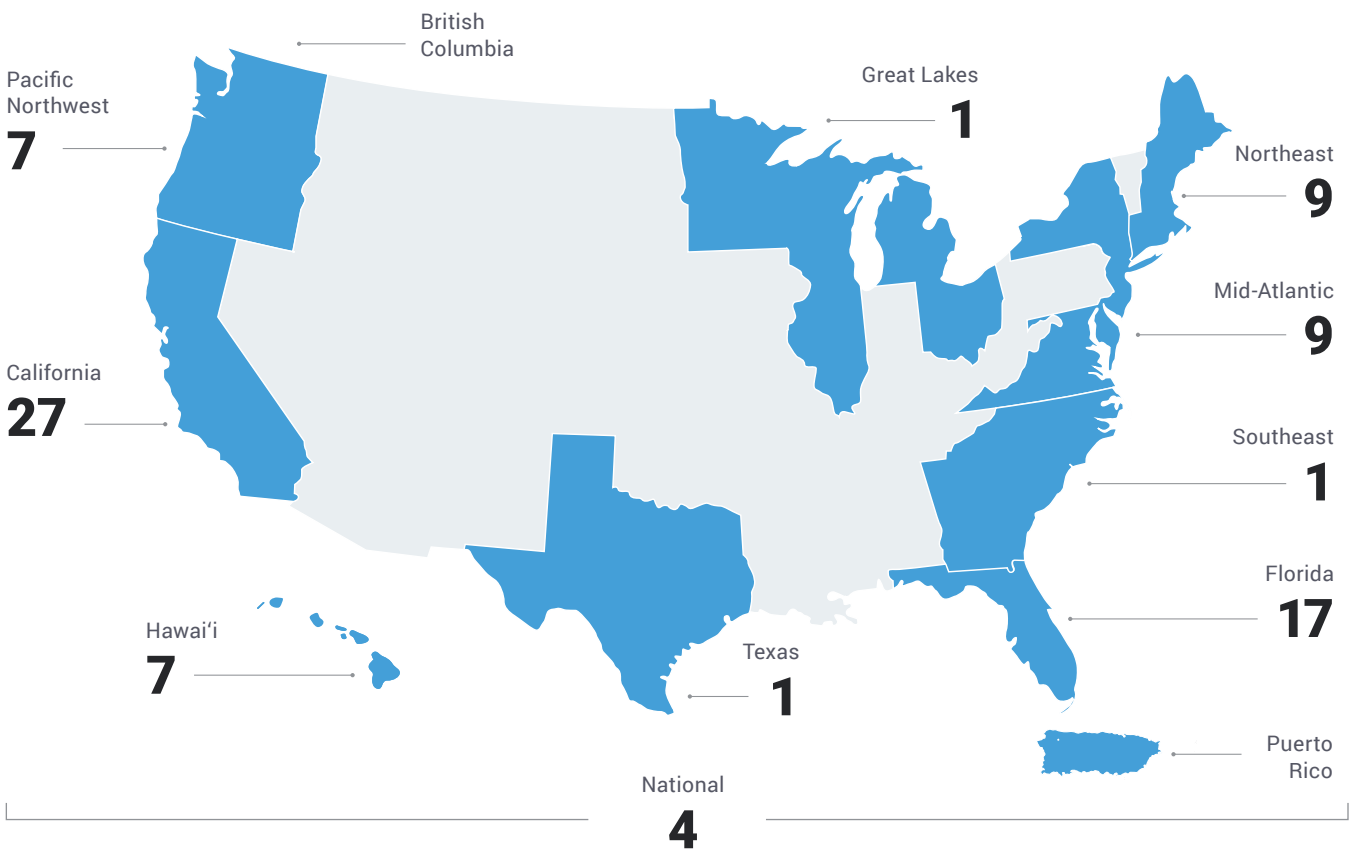 British
Columbia
Pacific
Northwest
7
Great Lakes
1
Northeast
9
Mid-Atlantic
9
California
27
Southeast
1
Florida
17
Hawaiʻi
7
Texas
1
Puerto
Rico
National
4